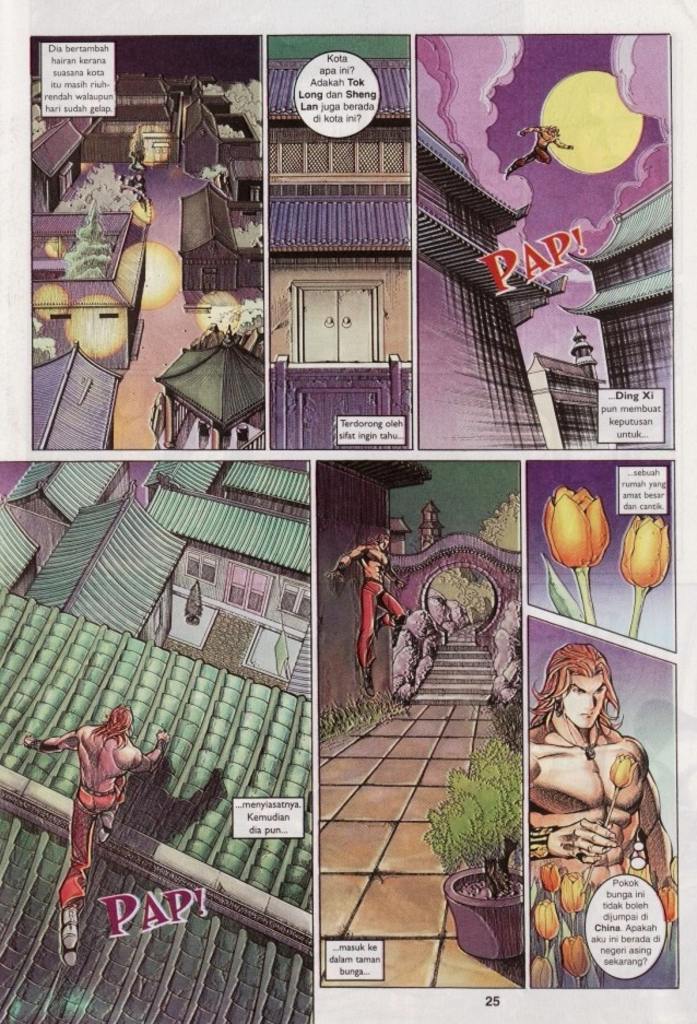 Dia bertambah
hairan kerana
suasana kota
itu masih riuh-
rendah walaupun
hari sudah gelap.
Kota
apa ini?
Adakah Tok
Long dan Sheng
Lan juga berada
di kota ini?
Terdorong oleh
sifat ingin tahu...
PAP!
...Ding Xi
pun membuat
keputusan
untuk...
...menyiasatnya.
Kemudian
dia pun...
PAP!
...masuk ke
dalam taman
bunga...
...sebuah
rumah yang
amat besar
dan cantik.
Pokok
bunga ini
tidak boleh
dijumpai di
China. Apakah
aku ini berada di
negeri asing
sekarang?
25